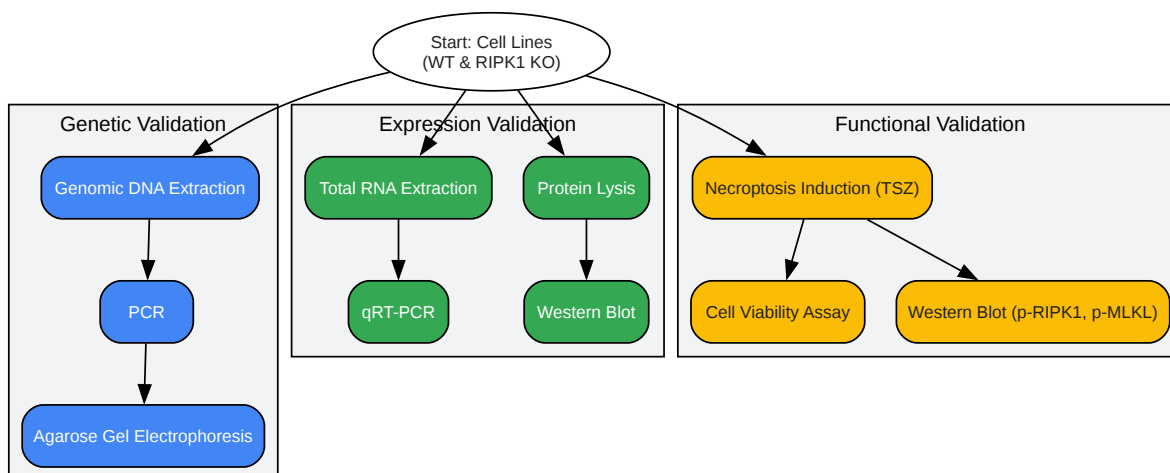 Start: Cell Lines
(WT & RIPK1 KO)
Genetic Validation
Expression Validation
Functional Validation
Genomic DNA Extraction
Total RNA Extraction
Protein Lysis
Necroptosis Induction (TSZ)
PCR
qRT-PCR
Western Blot
Cell Viability Assay
Western Blot (p-RIPK1, p-MLKL)
Agarose Gel Electrophoresis